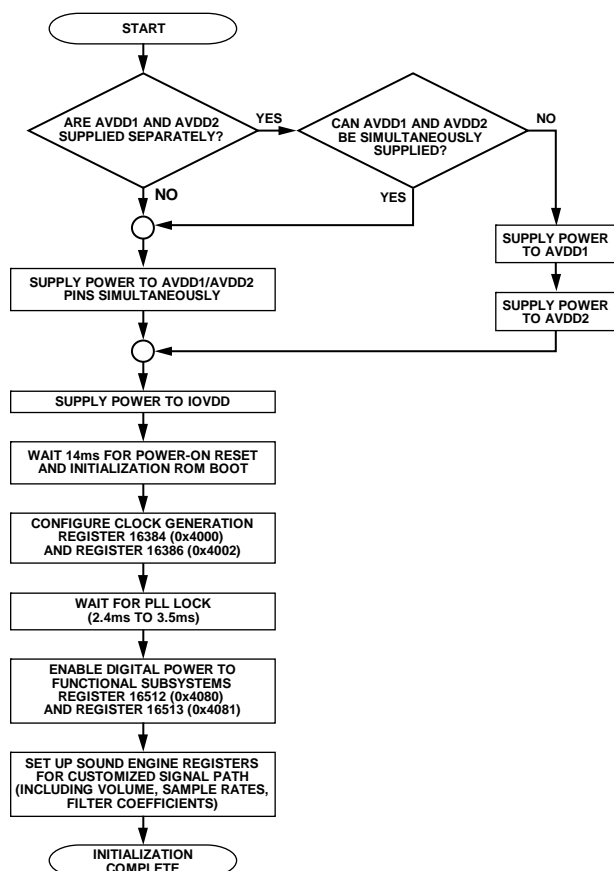 START
ARE AVDD1 AND AVDD2
SUPPLIED SEPARATELY?
YES
CAN AVDD1 AND AVDD2
BE SIMULTANEOUSLY
SUPPLIED?
NO
NO
YES
SUPPLY POWER
TO AVDD1
SUPPLY POWER TO AVDD1/AVDD2
PINS SIMULTANEOUSLY
SUPPLY POWER
TO AVDD2
SUPPLY POWER TO IOVDD
WAIT 14ms FOR POWER-ON RESET
AND INITIALIZATION ROM BOOT
CONFIGURE CLOCK GENERATION
REGISTER 16384 (0x4000)
AND REGISTER 16386 (0x4002)
WAIT FOR PLL LOCK
(2.4ms TO 3.5ms)
ENABLE DIGITAL POWER TO
FUNCTIONAL SUBSYSTEMS
REGISTER 16512 (0x4080)
AND REGISTER 16513 (0x4081)
SET UP SOUND ENGINE REGISTERS
FOR CUSTOMIZED SIGNAL PATH
(INCLUDING VOLUME, SAMPLE RATES,
FILTER COEFFICIENTS)
INITIALIZATION
COMPLETE